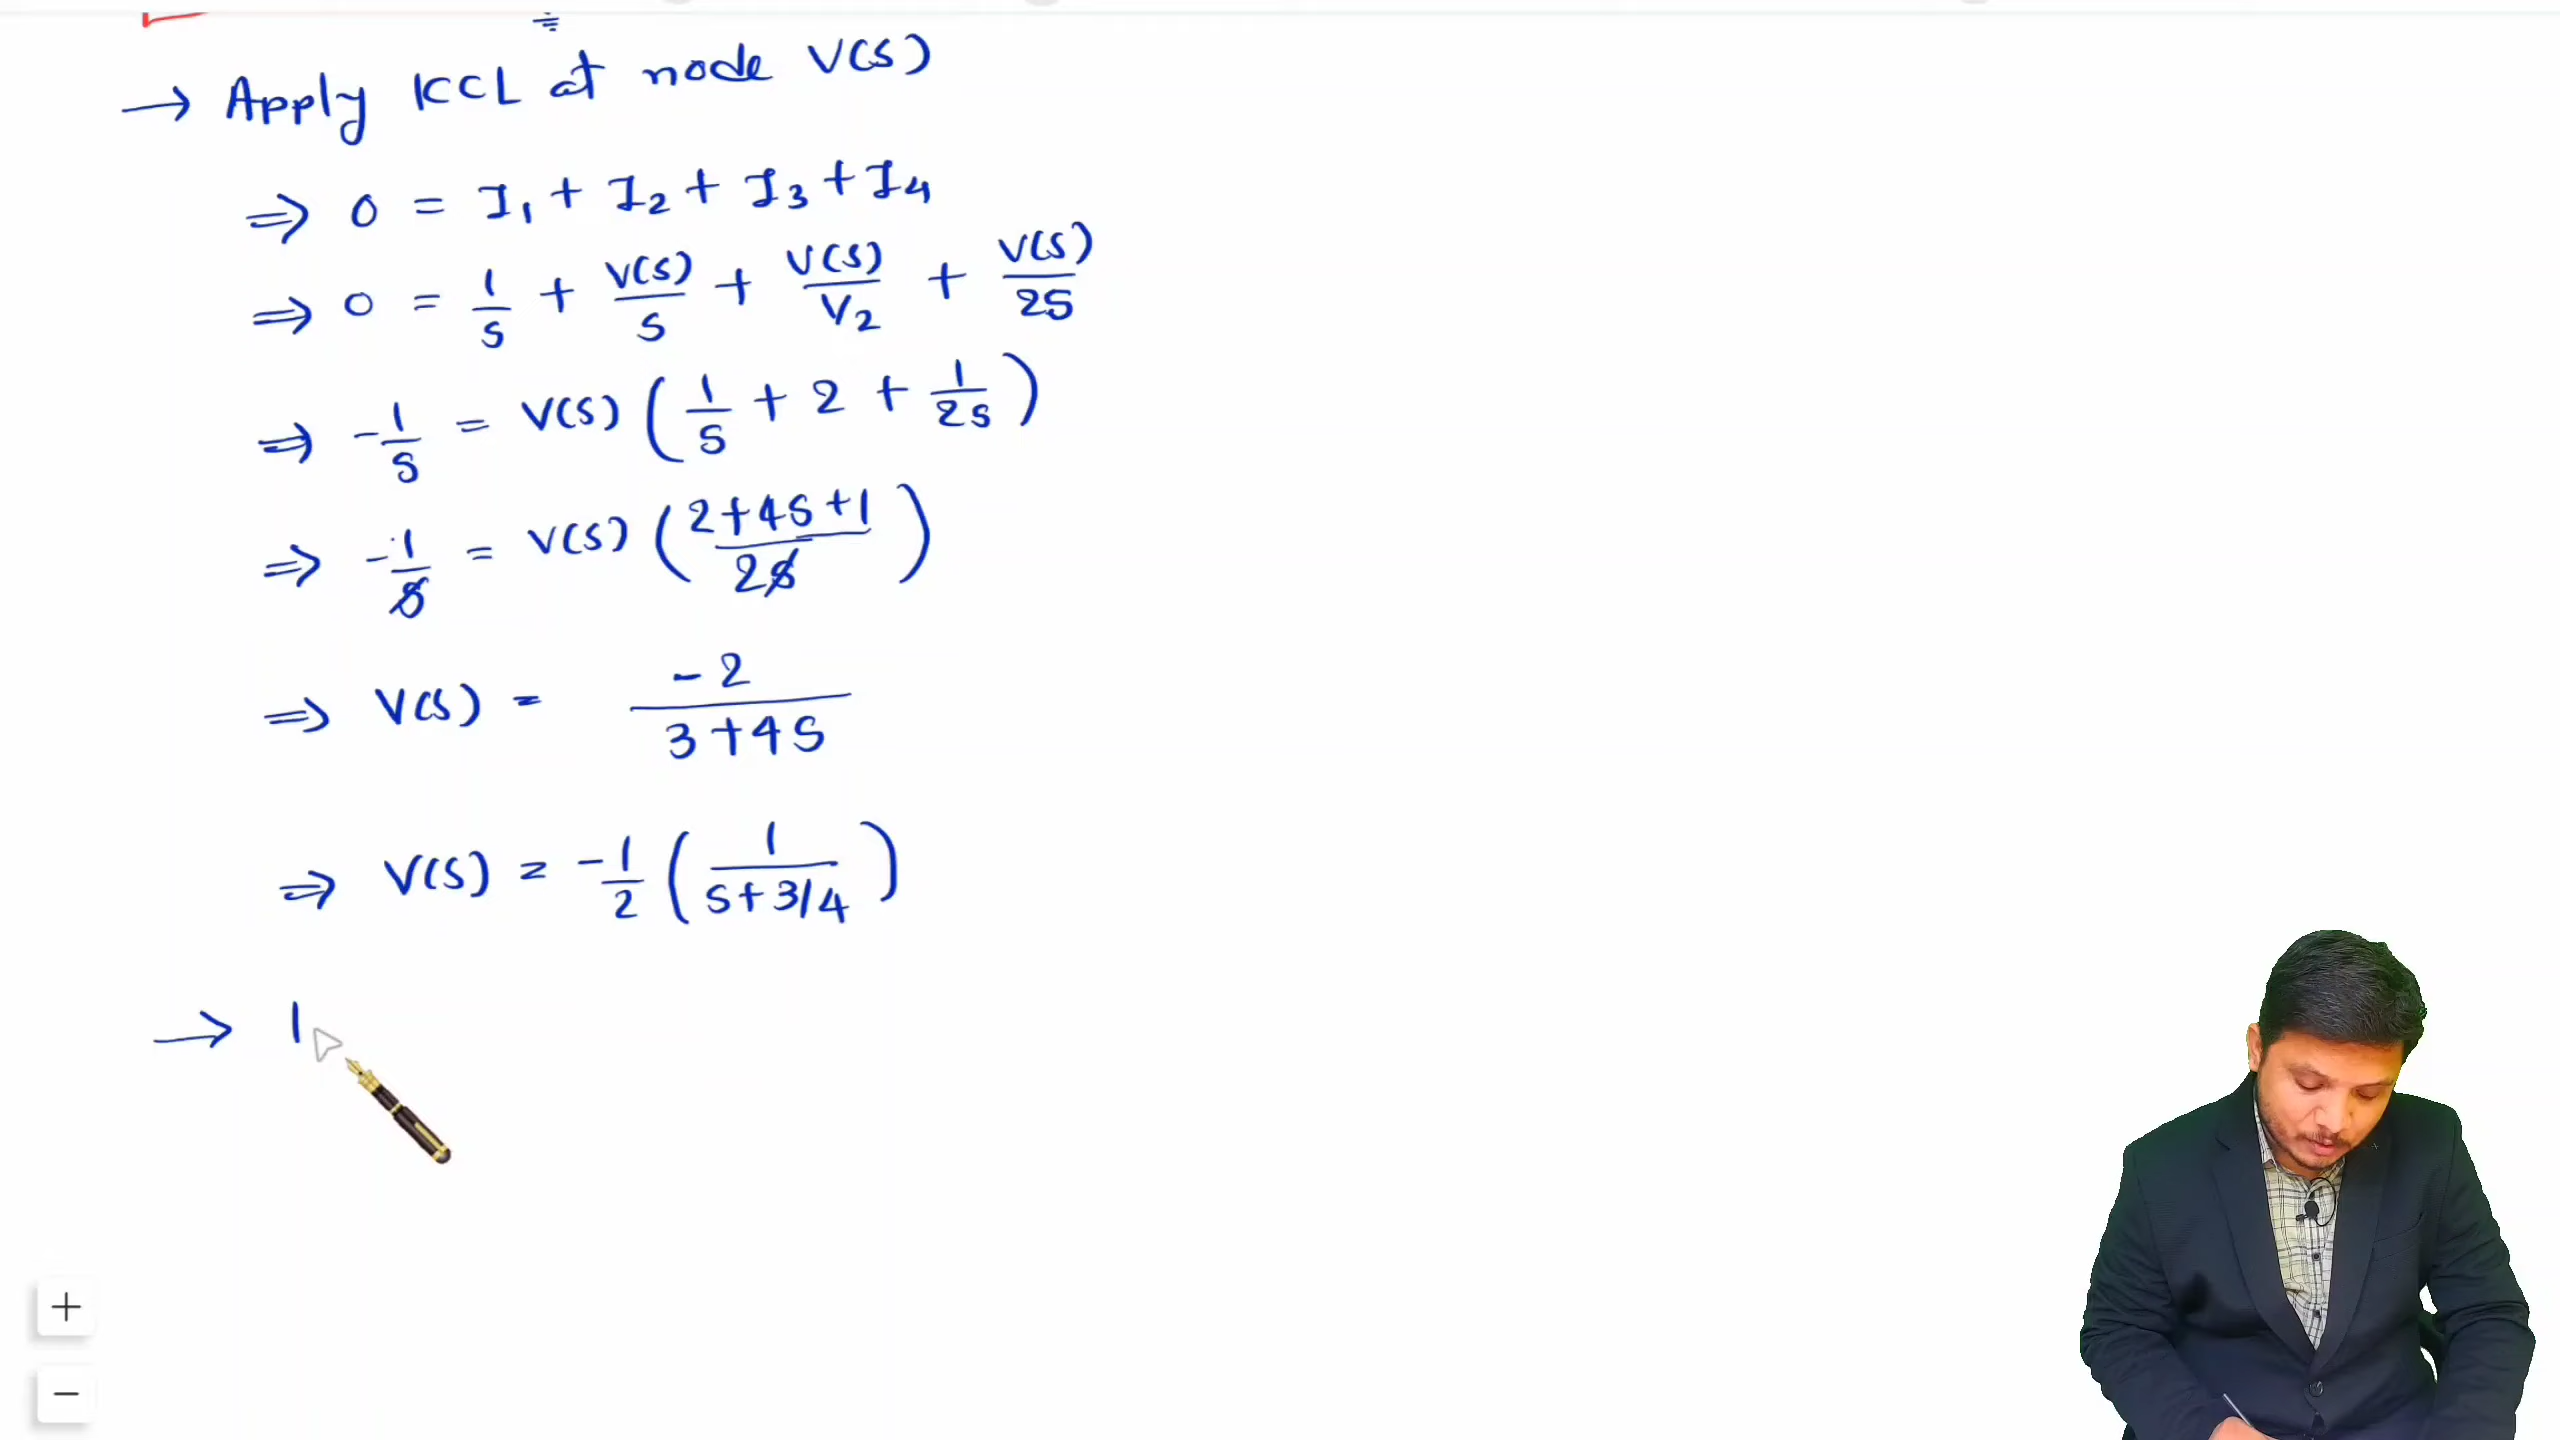 → Apply KCL at node V(s)
⇒ 0 = I₁ + I₂ + I₃ + I₄
⇒ 0 = 1/s + V(s)/s + V(s)/(1/2) + V(s)/2s
⇒ -1/s = V(s) (1/s + 2 + 1/2s)
⇒ -1/s = V(s) ((2+4s+1)/2s)
⇒ V(s) = -2/(3+4s)
⇒ V(s) = -1/2 (1/(s+3/4))
→ I